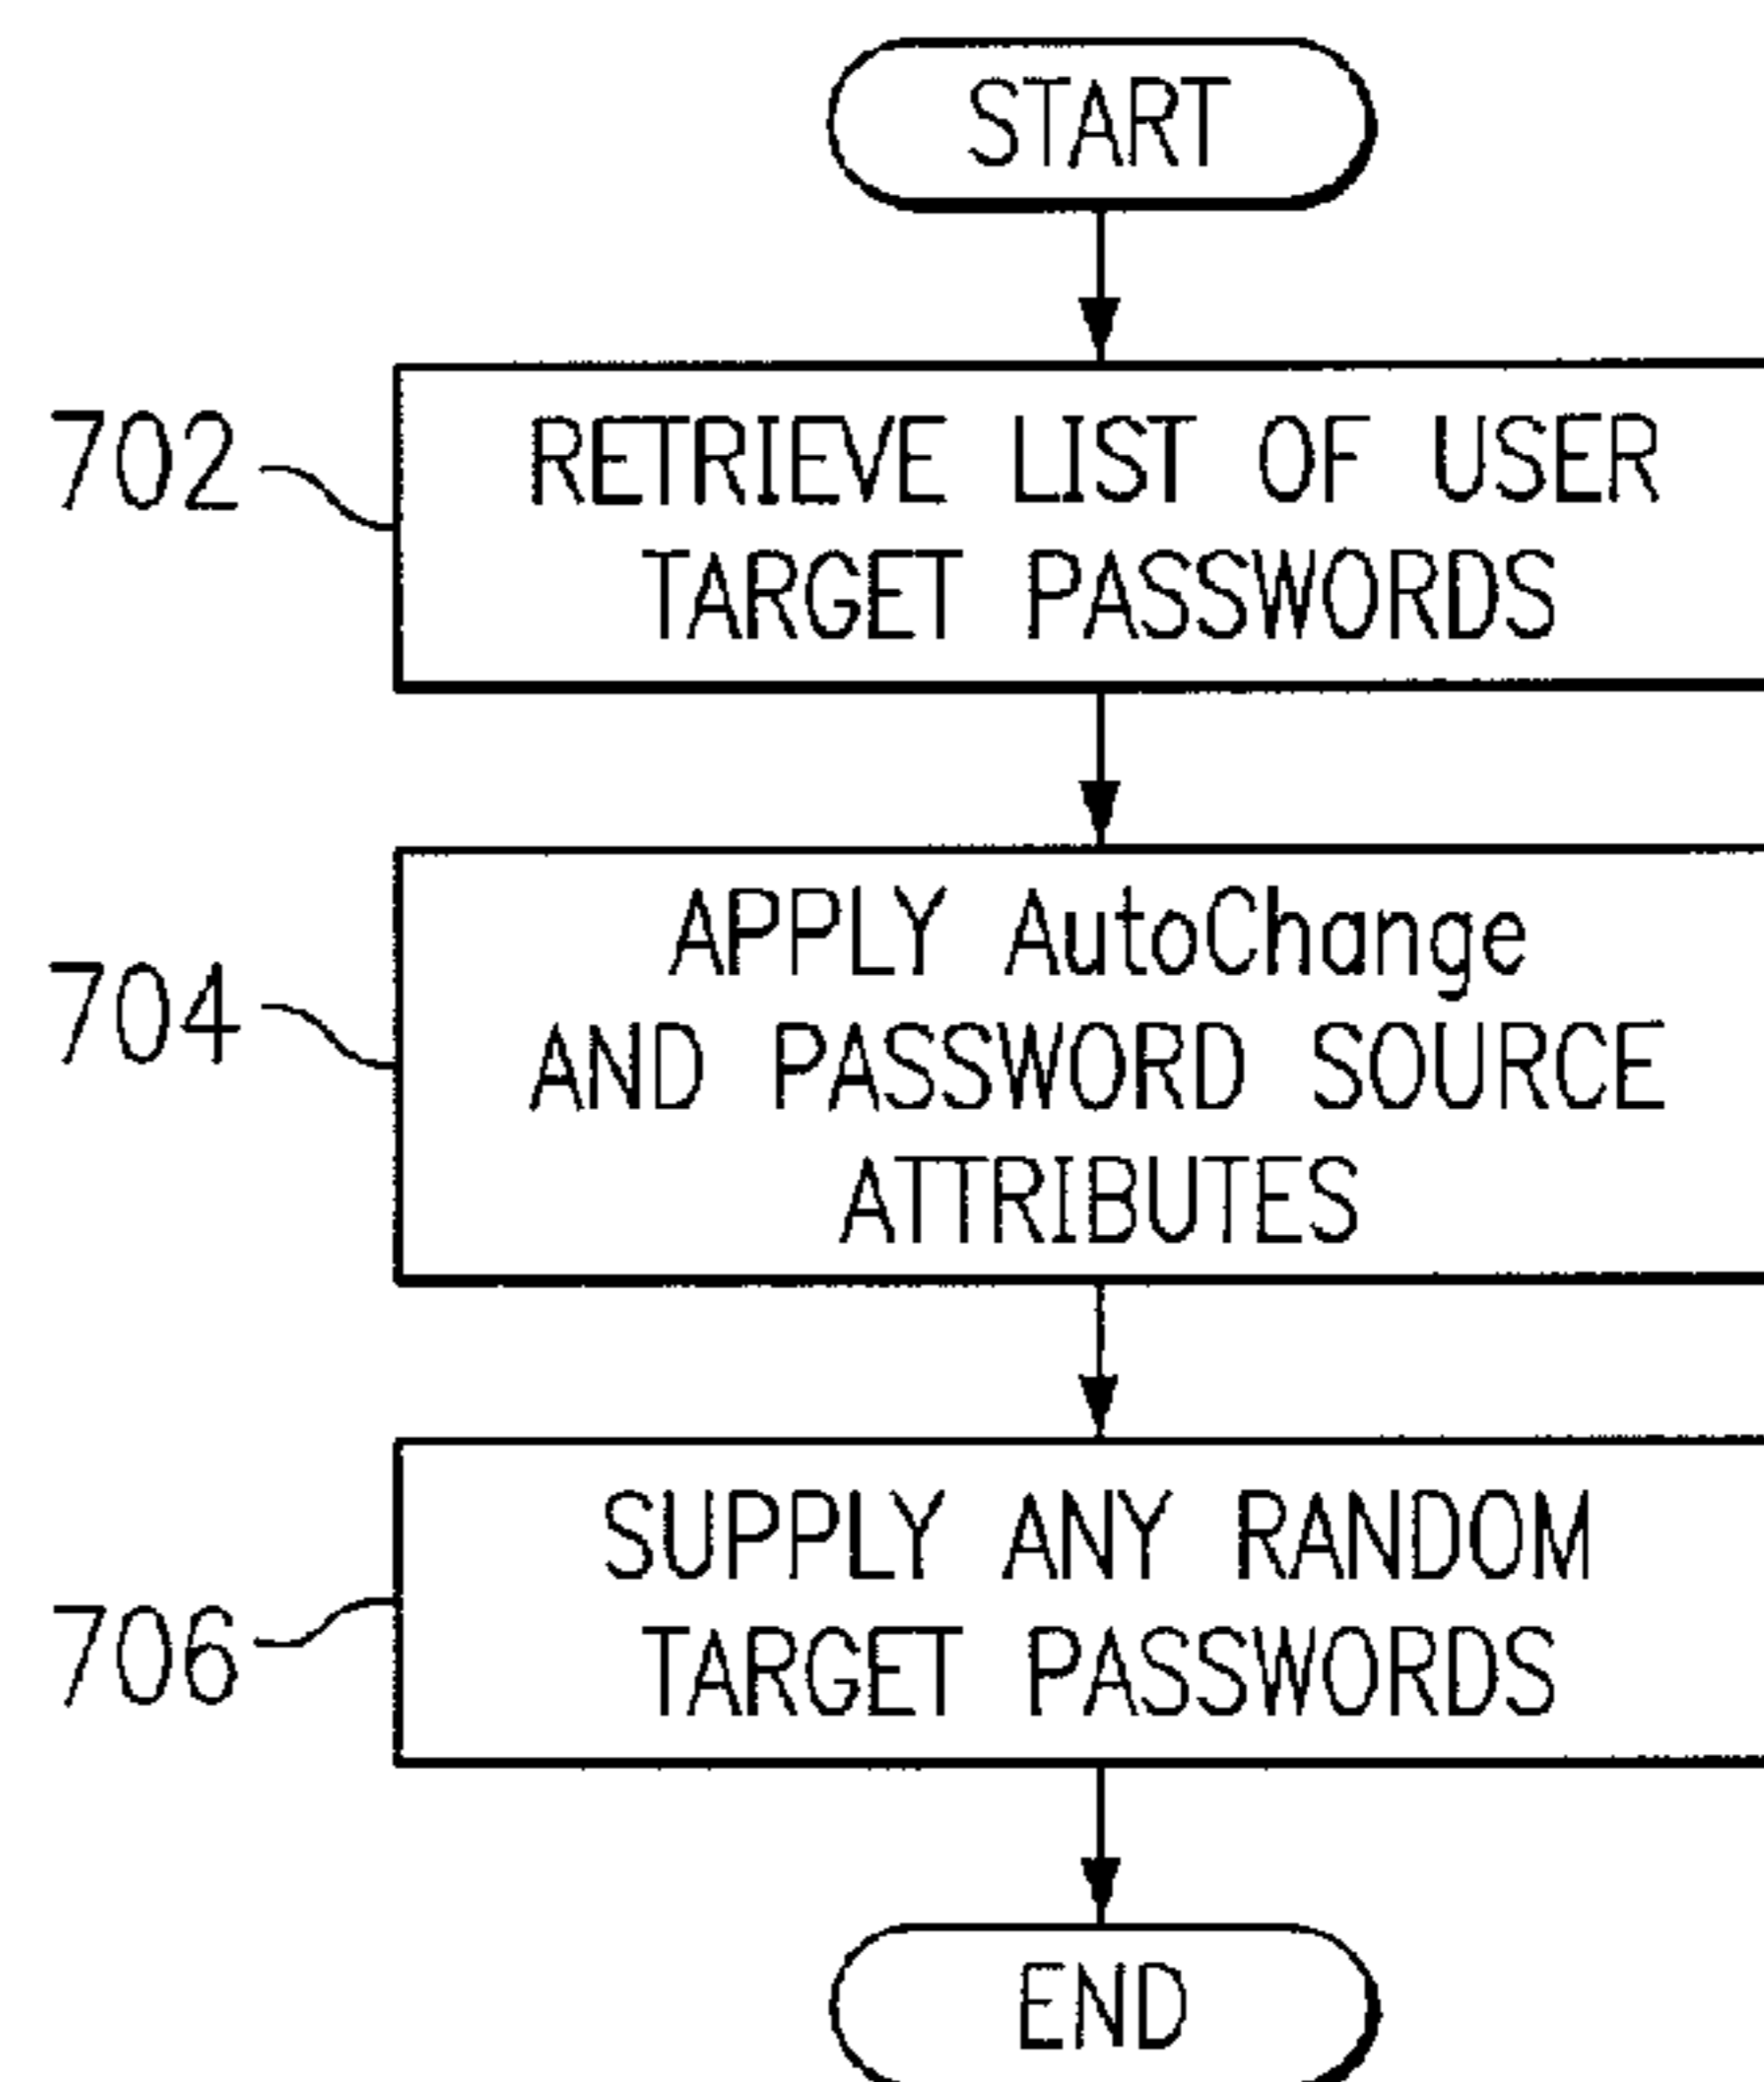 START
702
RETRIEVE LIST OF USER
TARGET PASSWORDS
704
APPLY AutoChange
AND PASSWORD SOURCE
ATTRIBUTES
706
SUPPLY ANY RANDOM
TARGET PASSWORDS
END